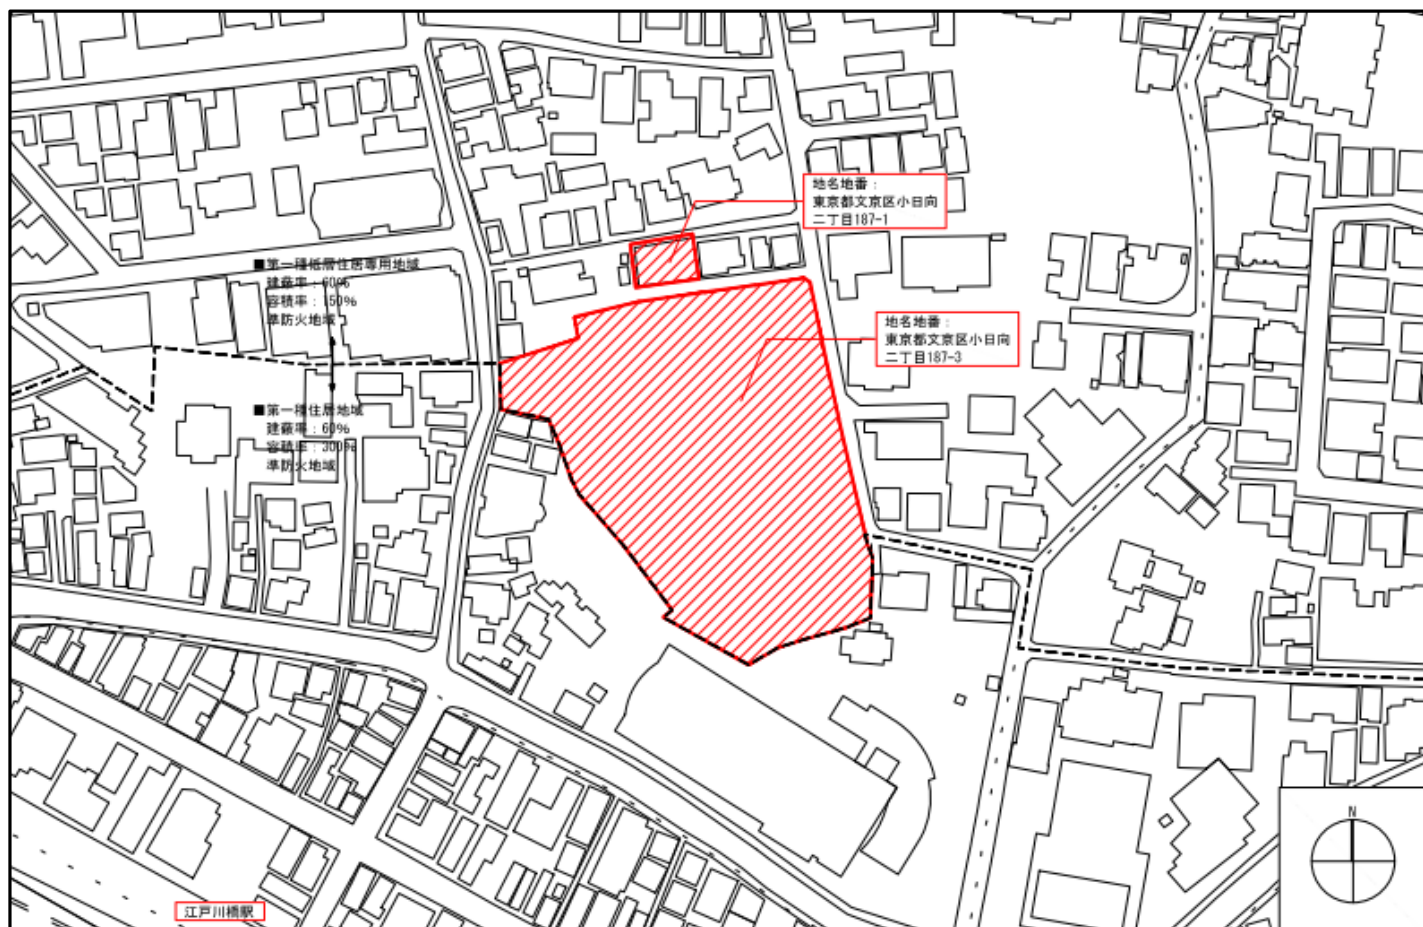 地名地番:
東京都文京区小日向
二丁目187-1
■第一種低層住居専用地域
建蔽率:60%
容積率:150%
準防火地域
地名地番:
東京都文京区小日向
二丁目187-3
■第一種住居地域
建蔽率:60%
容積率:300%
準防火地域
N
江戸川橋駅